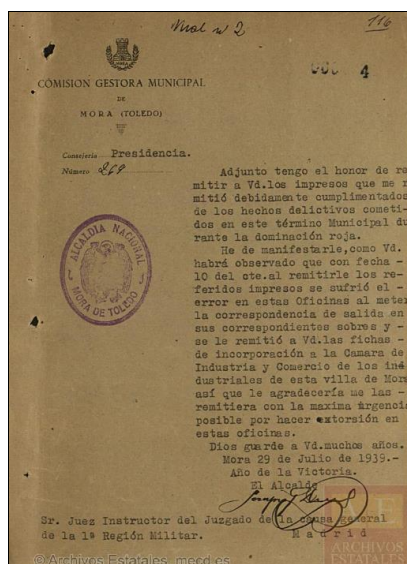 Mol n 2
116
4
COMISION GESTORA MUNICIPAL
DE
MORA (TOLEDO)
Consejería Presidencia.
Número 269
ALCALDIA NACIONAL
MORA DE TOLEDO
Adjunto tengo el honor de re
mitir a Vd.los impresos que me r
mitió debidamente cumplimentados
de los hechos delictivos cometi-
dos en este término Municipal du
rante la dominación roja.
He de manifestarle,como Vd.
habrá observado que con fecha -
10 del cte.al remitirle los re-
feridos impresos se sufrió el -
error en estas Oficinas al meter
la correspondencia de salida en
sus correspondientes sobres y -
se le remitió a Vd.las fichas -
de incorporación a la Camara de
Industria y Comercio de los
dustriales de esta villa de Mora
asi que le agradecería me las -
remitiera con la maxima urgencia
posible por hacer extorsión en
estas oficinas.
Dios guarde a Vd.muchos años.
Mora 29 de Julio de 1939.-
Año de la Victoria.
El Alcalde
Sr. Juez Instructor del Juzgado de la causa general
de la 1ª Región Militar. Madrid
ARCHIVOS
ESTATALES
© Archivos Estatales, mecd.es